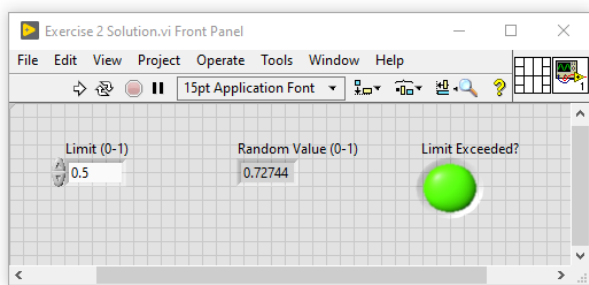 Exercise 2 Solution.vi Front Panel
File Edit View Project Operate Tools Window Help
15pt Application Font
1
Limit (0-1) Random Value (0-1) Limit Exceeded?
0.5 0.72744